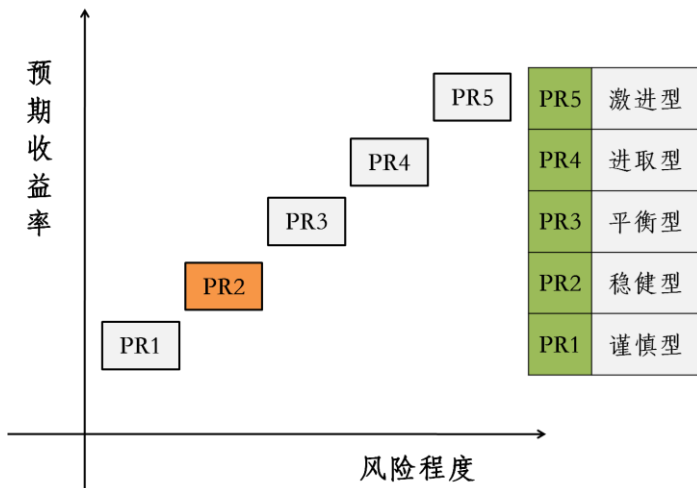 预期收益率
PR5
PR4
PR3
PR2
PR1
风险程度
PR5 激进型
PR4 进取型
PR3 平衡型
PR2 稳健型
PR1 谨慎型